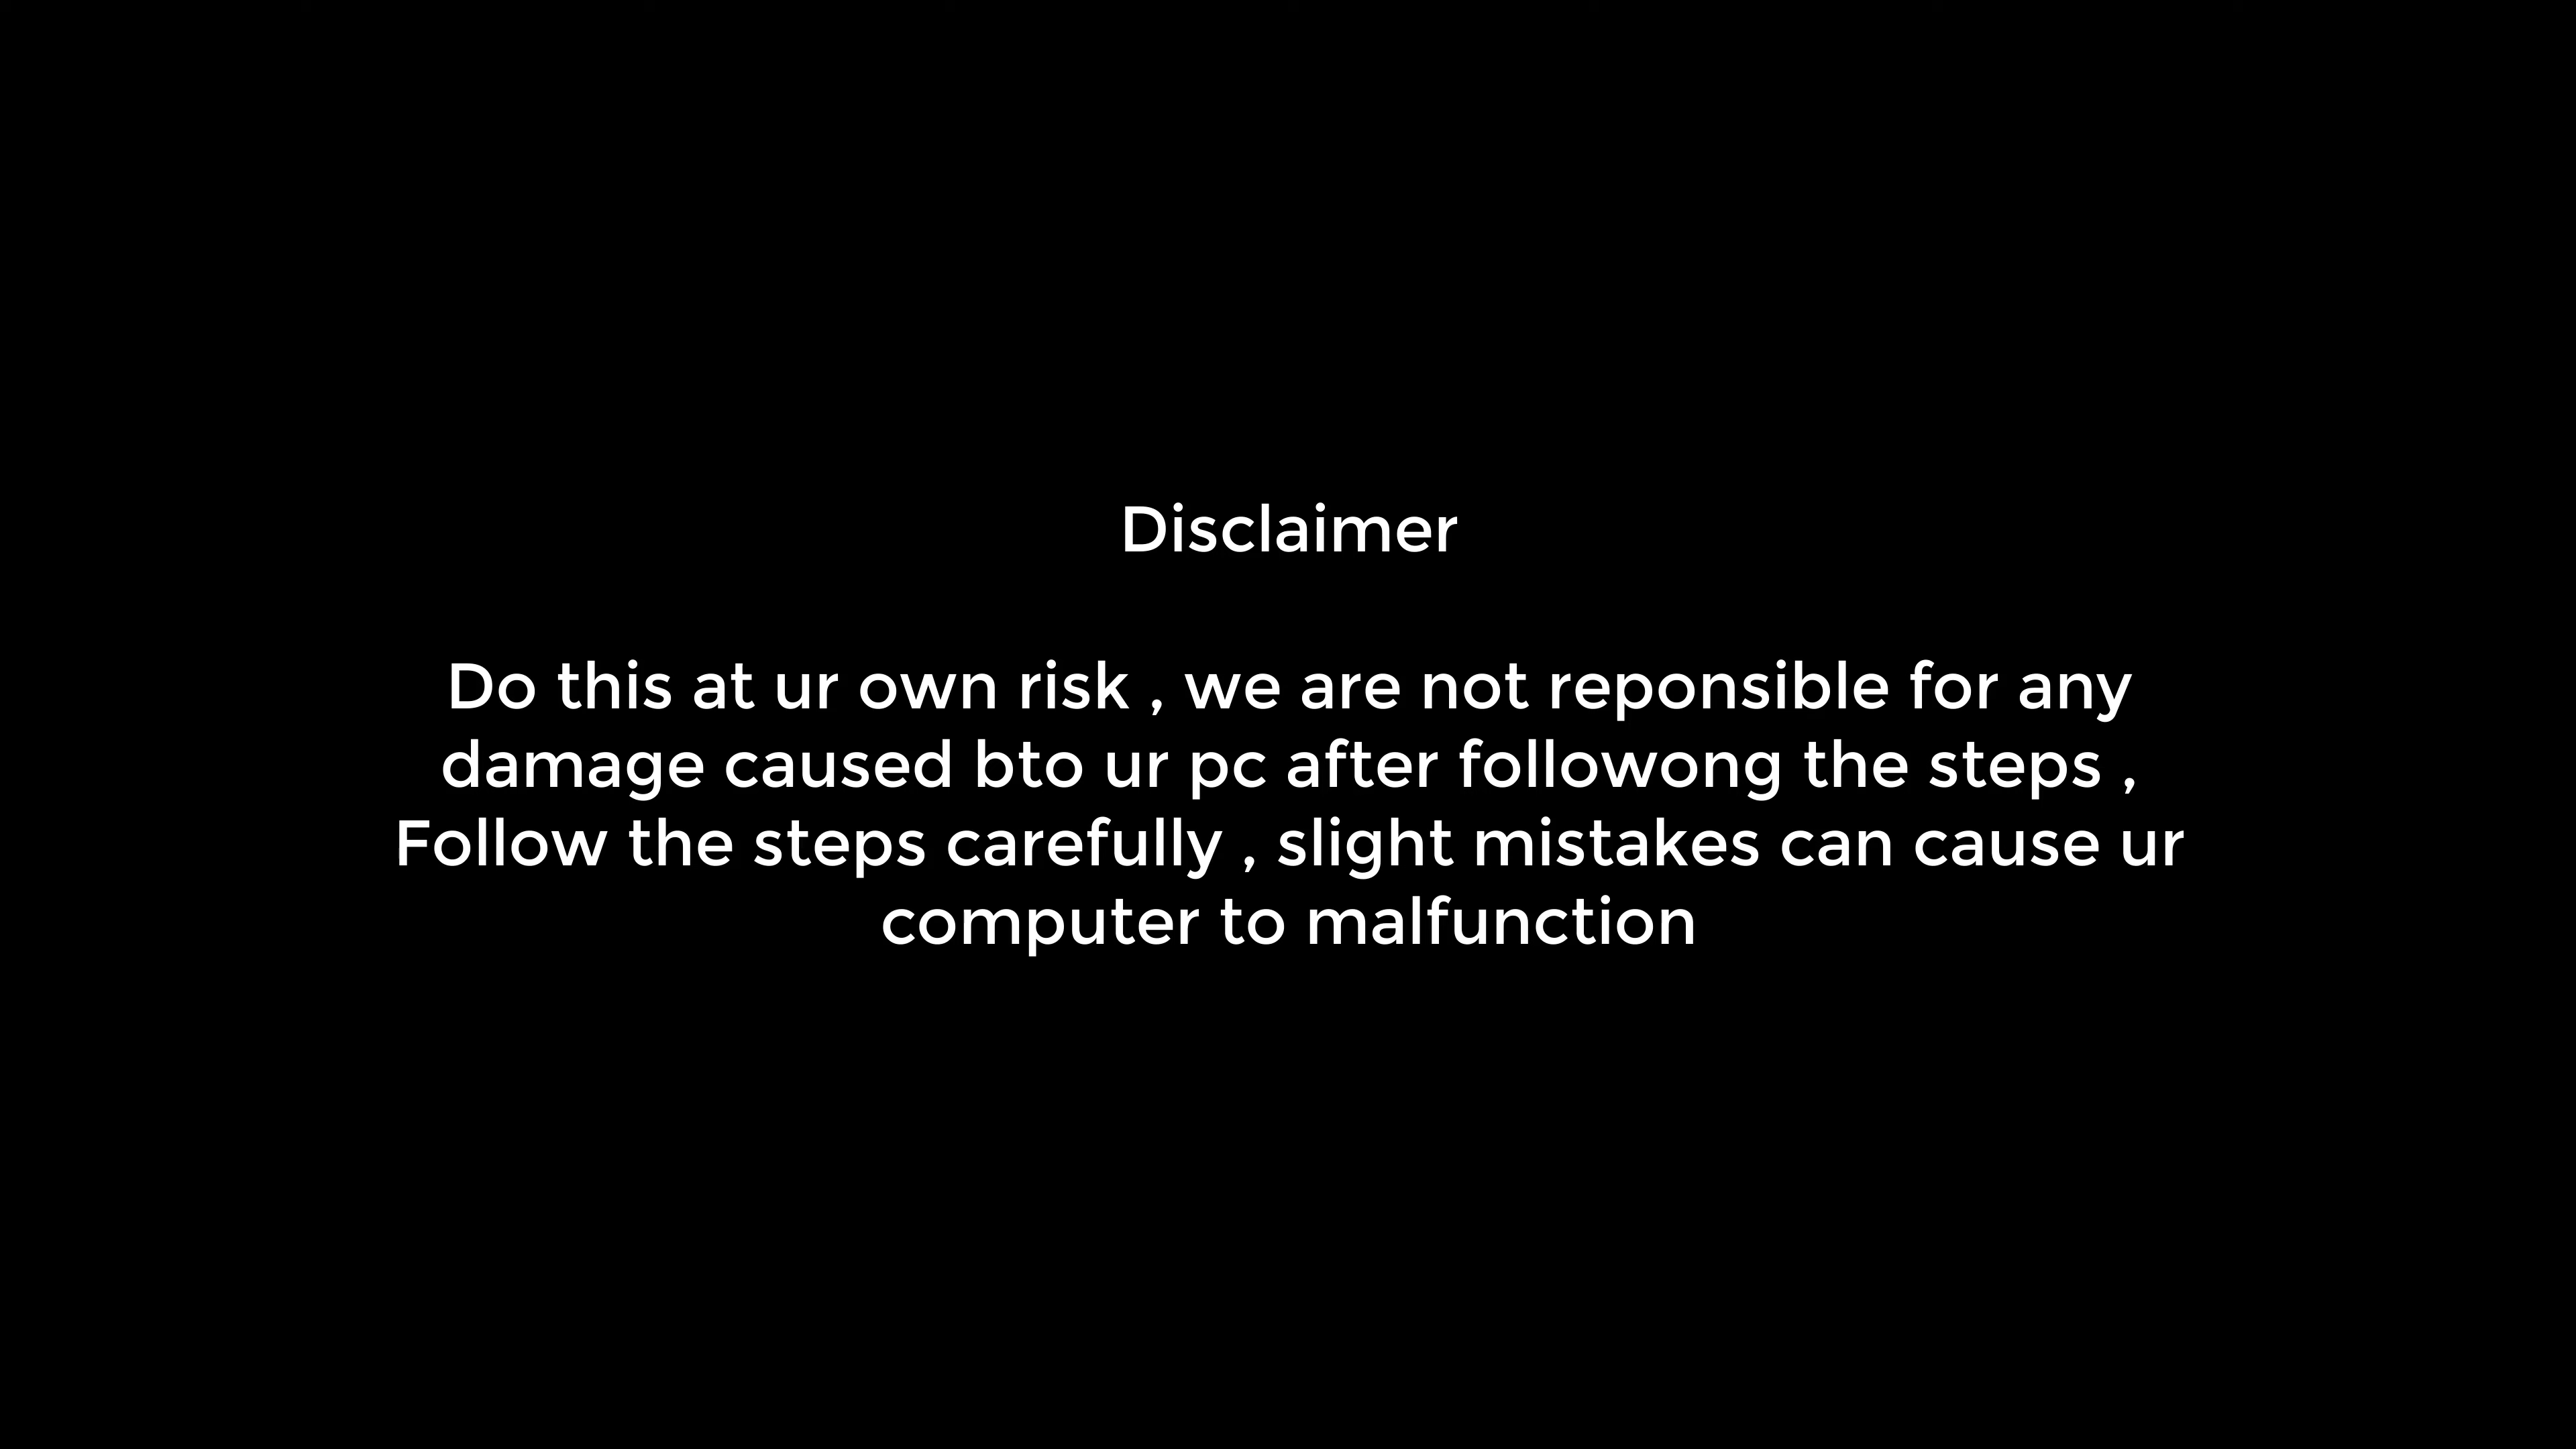 Disclaimer
Do this at ur own risk , we are not reponsible for any
damage caused bto ur pc after followong the steps ,
Follow the steps carefully , slight mistakes can cause ur
computer to malfunction